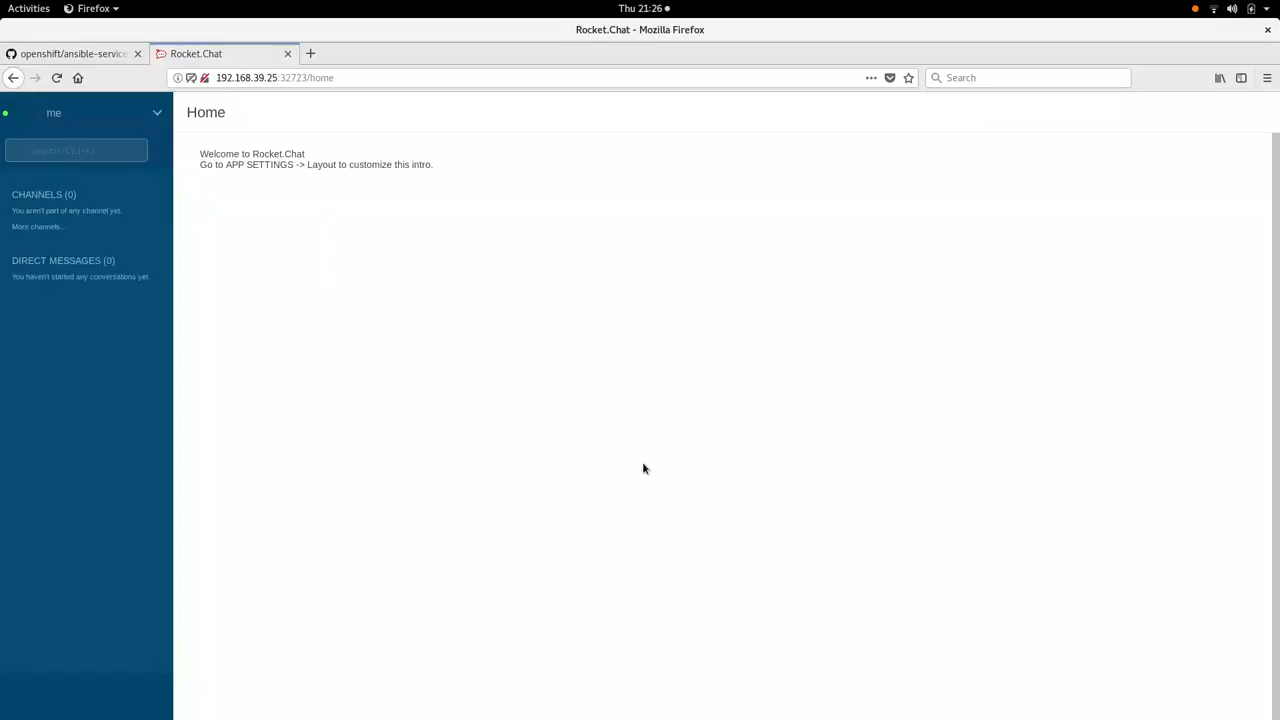 Activities
Firefox
Thu 21:26
Rocket.Chat - Mozilla Firefox
openshift/ansible-service
Rocket.Chat
192.168.39.25:32723/home
Search
me
Home
Welcome to Rocket.Chat
Go to APP SETTINGS -> Layout to customize this intro.
CHANNELS (0)
You aren't part of any channel yet.
More channels...
DIRECT MESSAGES (0)
You haven't started any conversations yet.